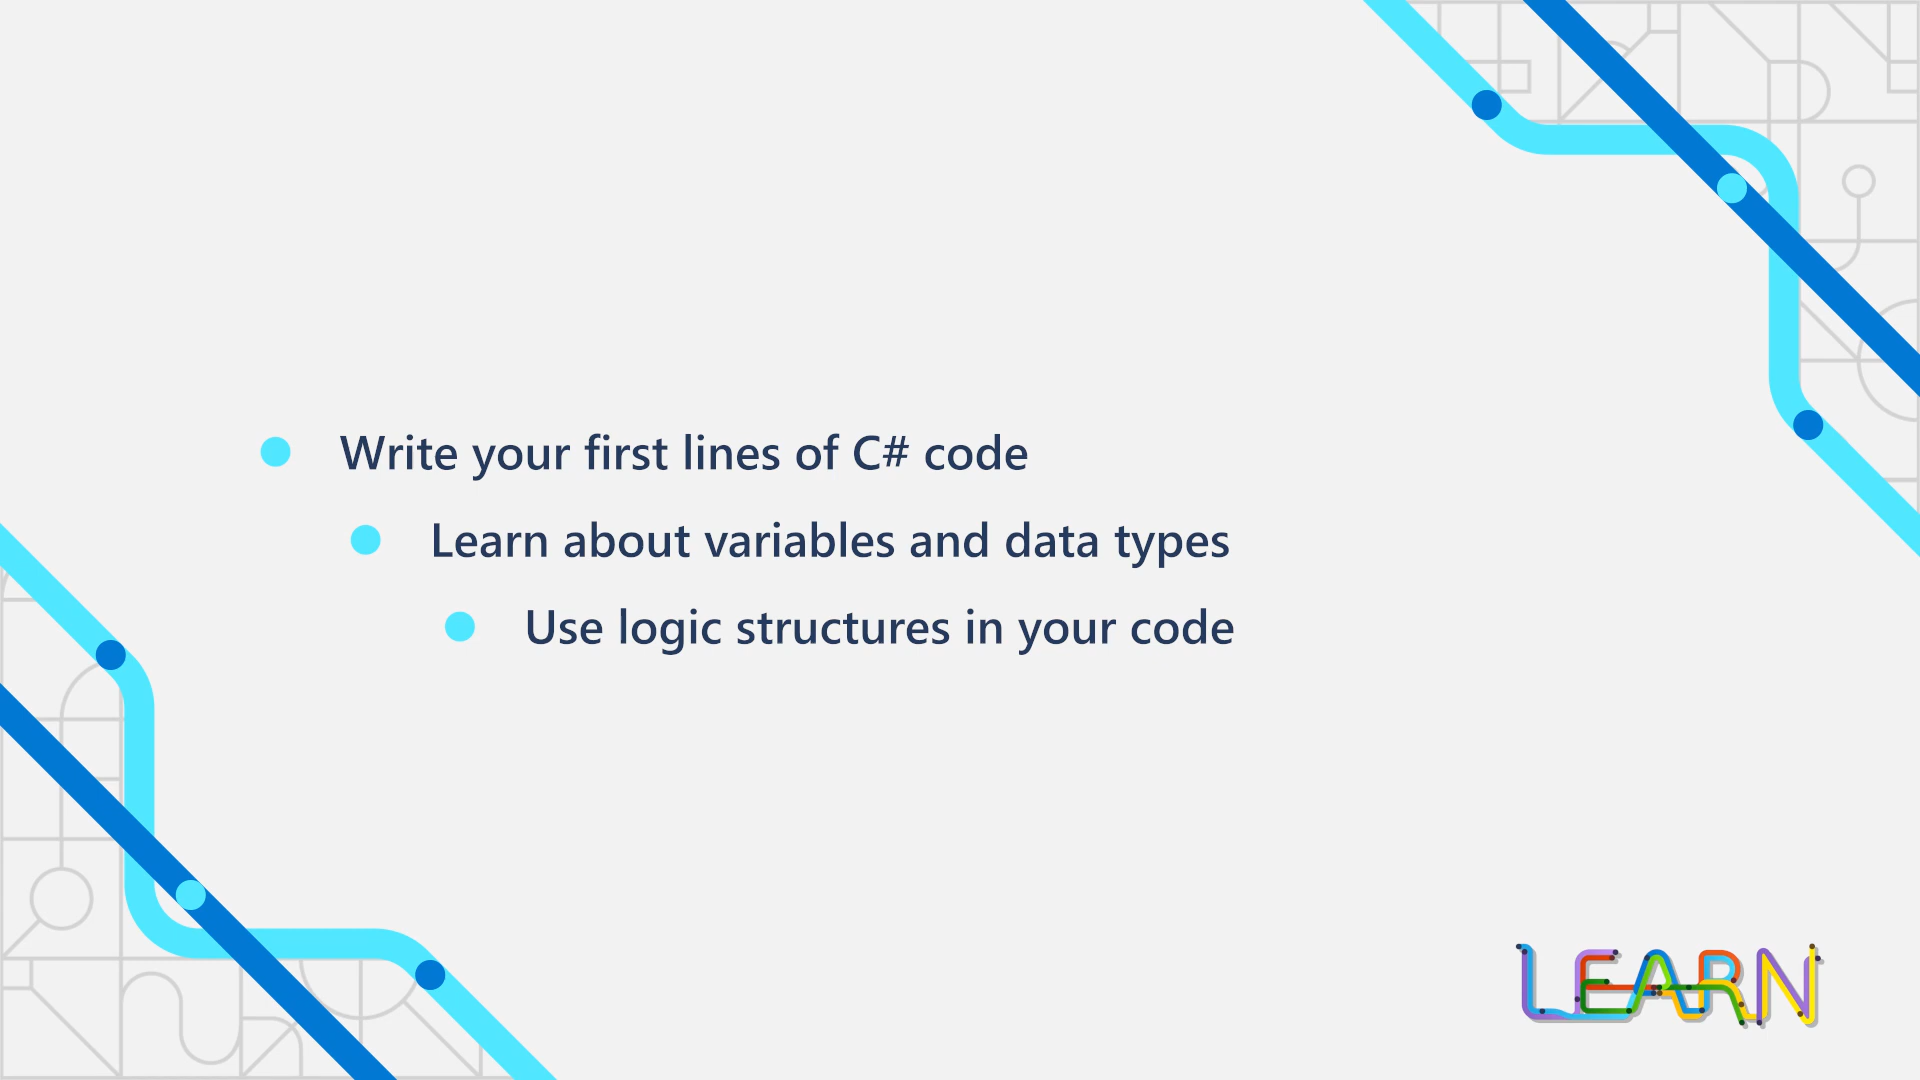 Write your first lines of C# code
Learn about variables and data types
Use logic structures in your code
LEARN